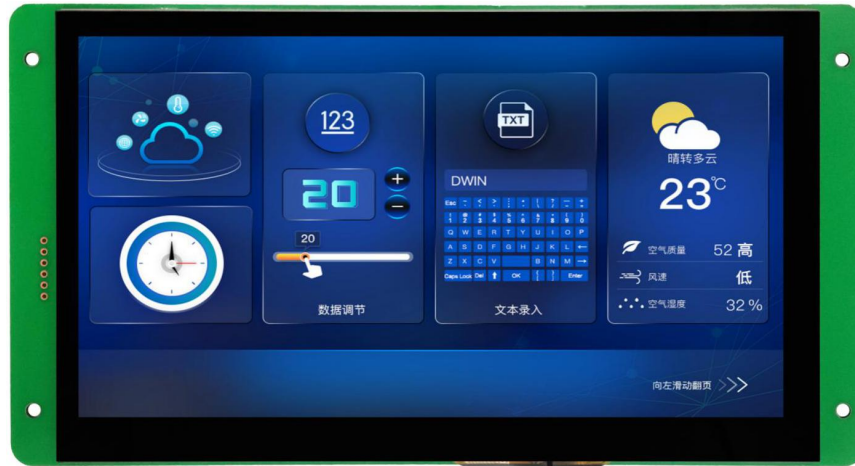 123
20
+
−
20
数据调节
TXT
DWIN
Esc
Q W E R T Y U I O P
A S D F G H J K L ←
Z X C V B N M →
Caps Lock Del ↑ OK [ ] Enter
文本录入
晴转多云
23℃
空气质量 52 高
风速 低
空气湿度 32 %
向左滑动翻页 >>>